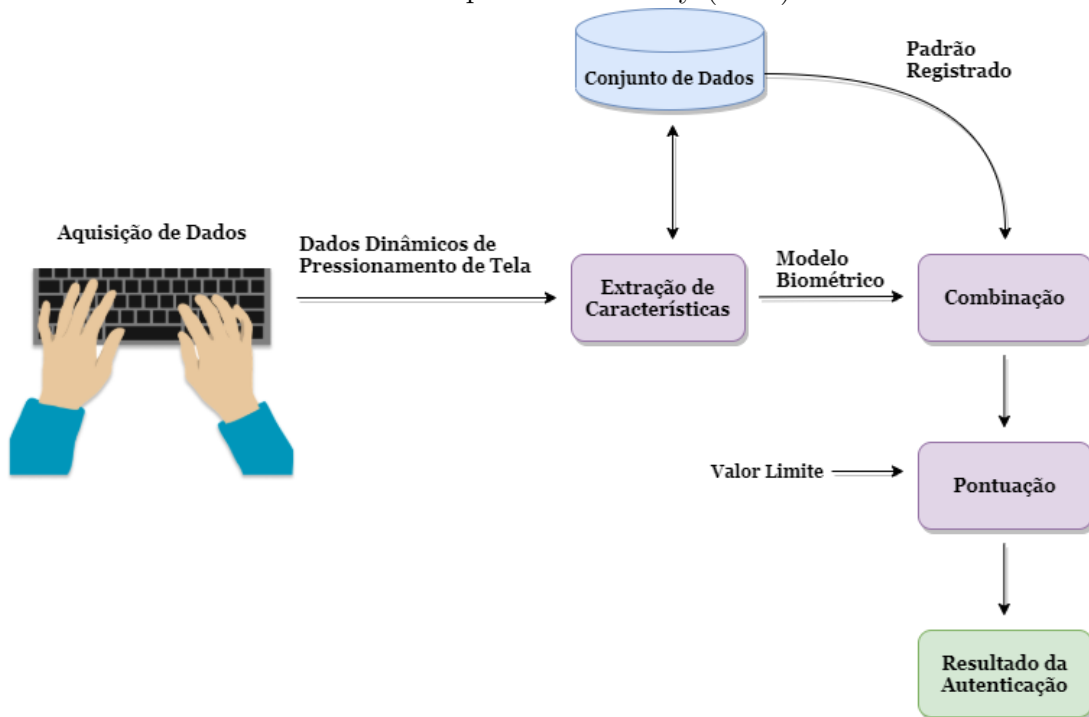 Conjunto de Dados
Padrão
Registrado
Aquisição de Dados
Dados Dinâmicos de
Pressionamento de Tela
Extração de
Características
Modelo
Biométrico
Combinação
Valor Limite
Pontuação
Resultado da
Autenticação